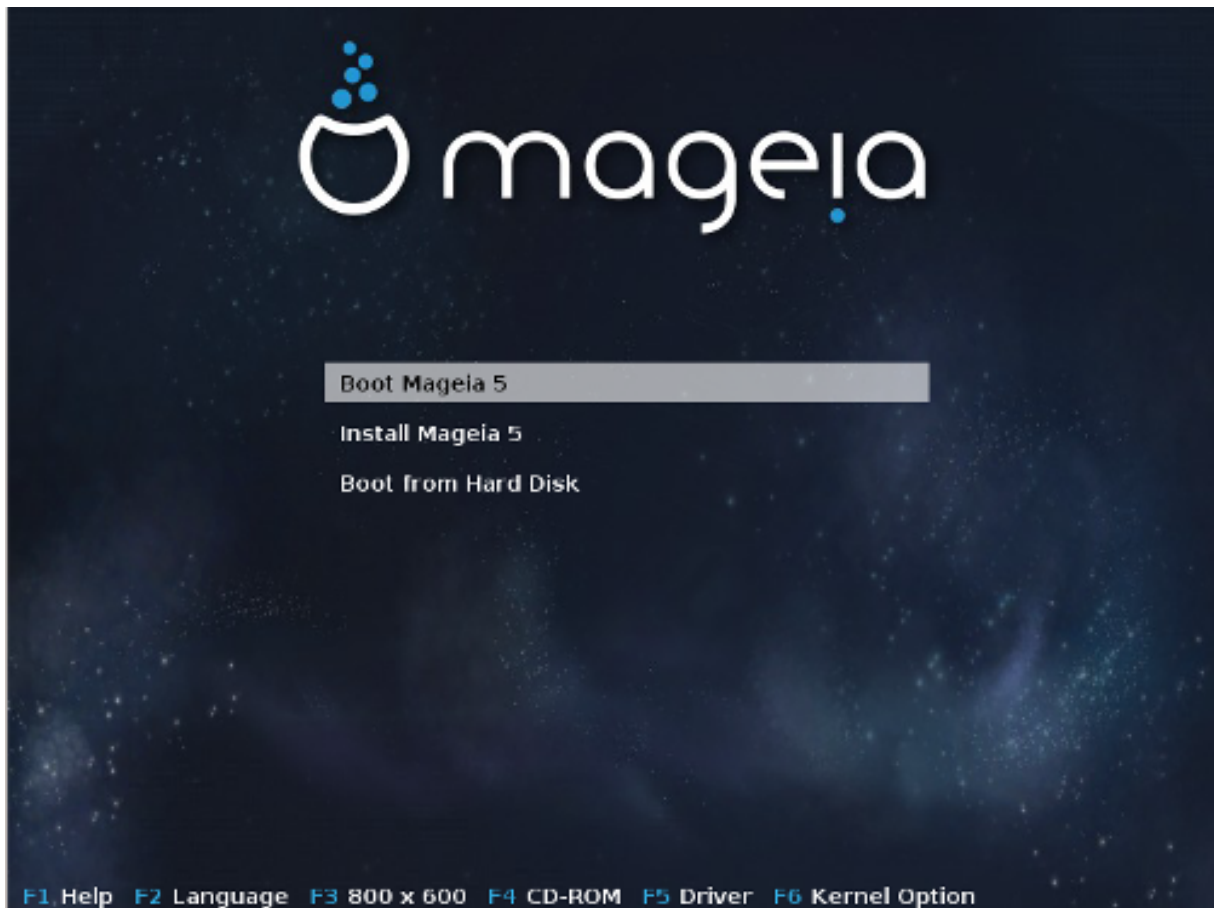 mageia
Boot Mageia 5
Install Mageia 5
Boot from Hard Disk
F1 Help F2 Language F3 800 x 600 F4 CD-ROM F5 Driver F6 Kernel Option